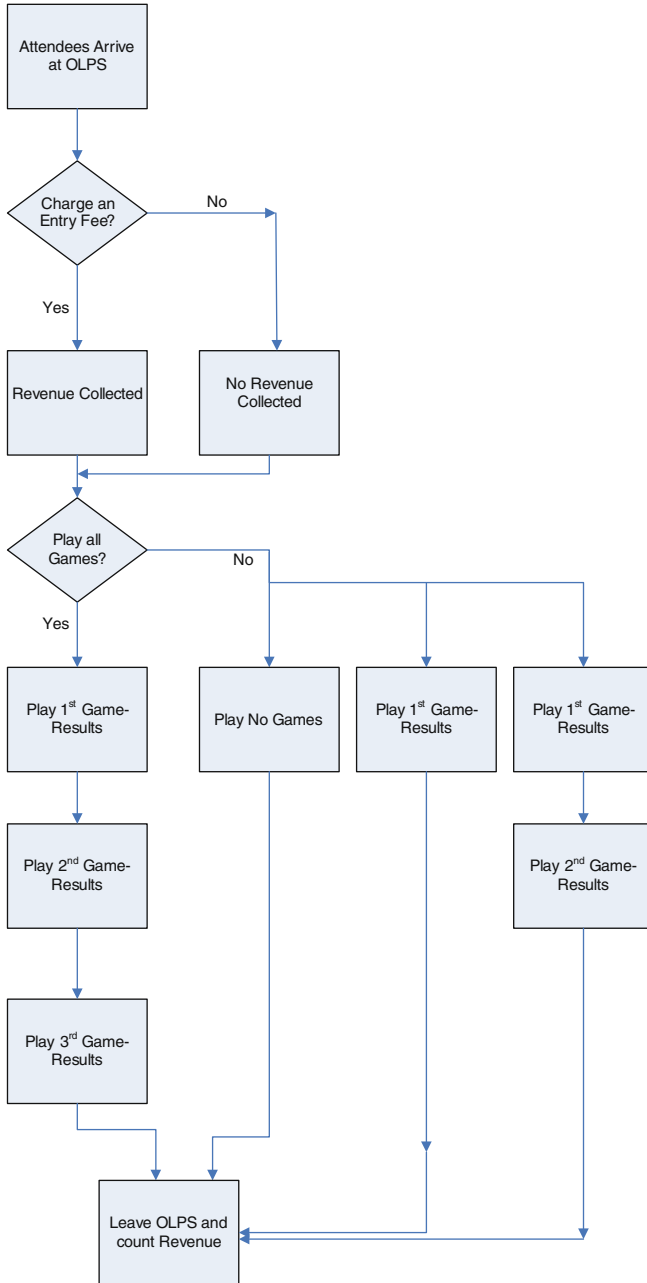 Attendees Arrive
at OLPS
Charge an
Entry Fee?
No
Yes
Revenue Collected
No Revenue
Collected
Play all
Games?
No
Yes
Play 1st Game-
Results
Play No Games
Play 1st Game-
Results
Play 1st Game-
Results
Play 2nd Game-
Results
Play 2nd Game-
Results
Play 3rd Game-
Results
Leave OLPS and
count Revenue